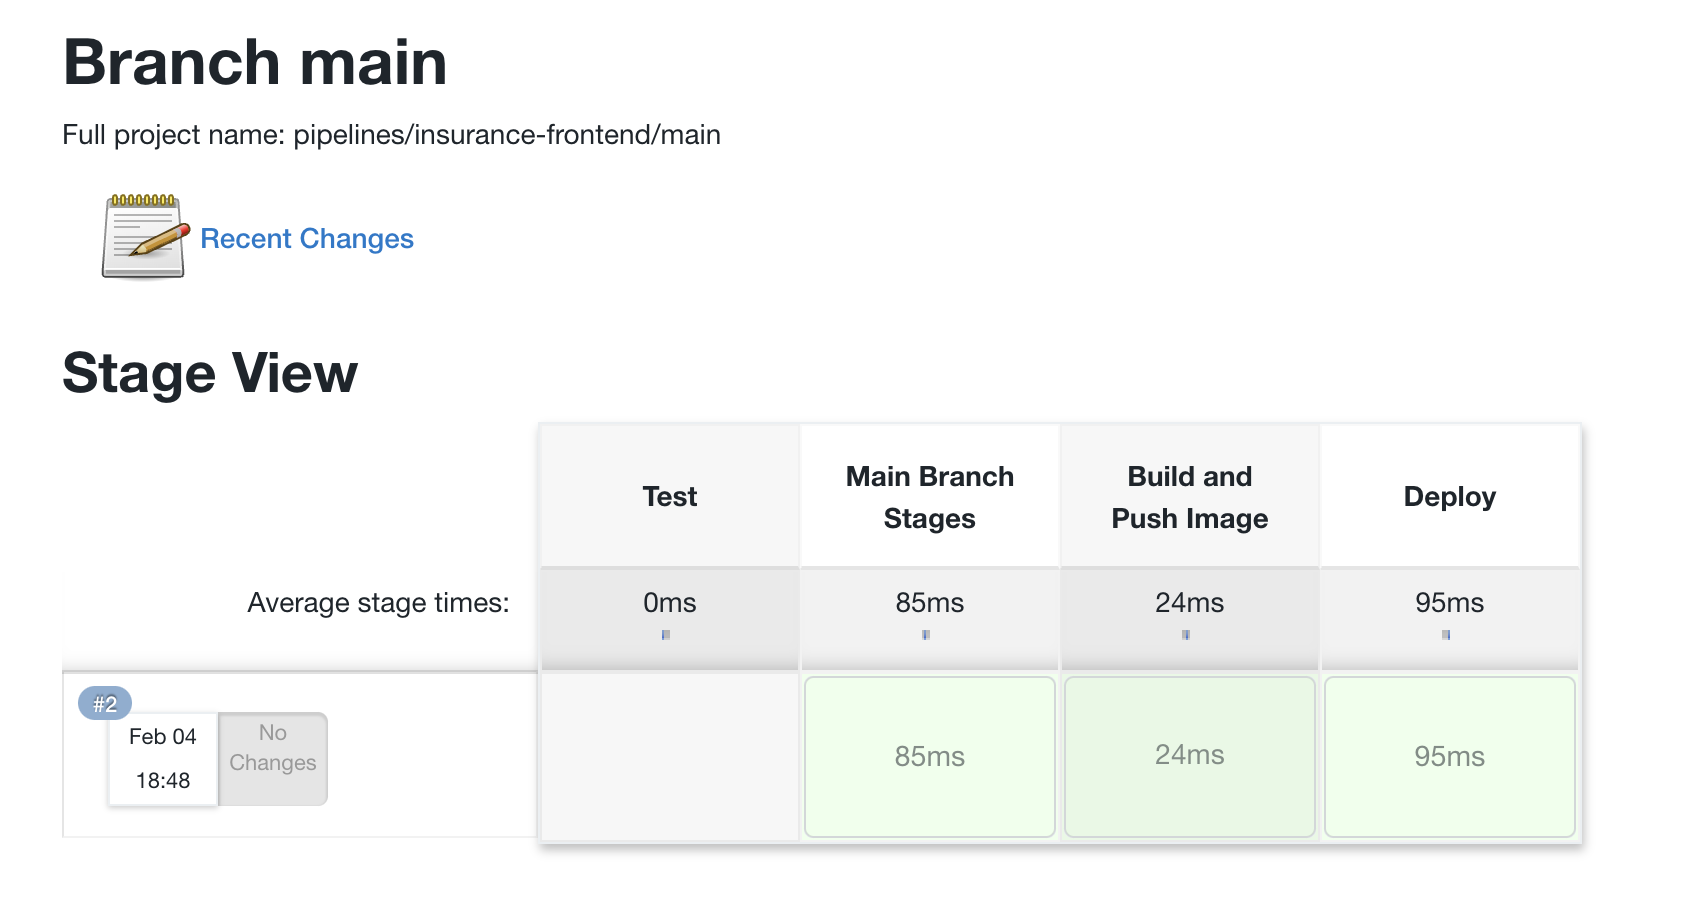 Branch main
Full project name: pipelines/insurance-frontend/main
Recent Changes
Stage View
Test
Main Branch
Stages
Build and
Push Image
Deploy
Average stage times:
0ms
85ms
24ms
95ms
#2
Feb 04
18:48
No
Changes
85ms
24ms
95ms